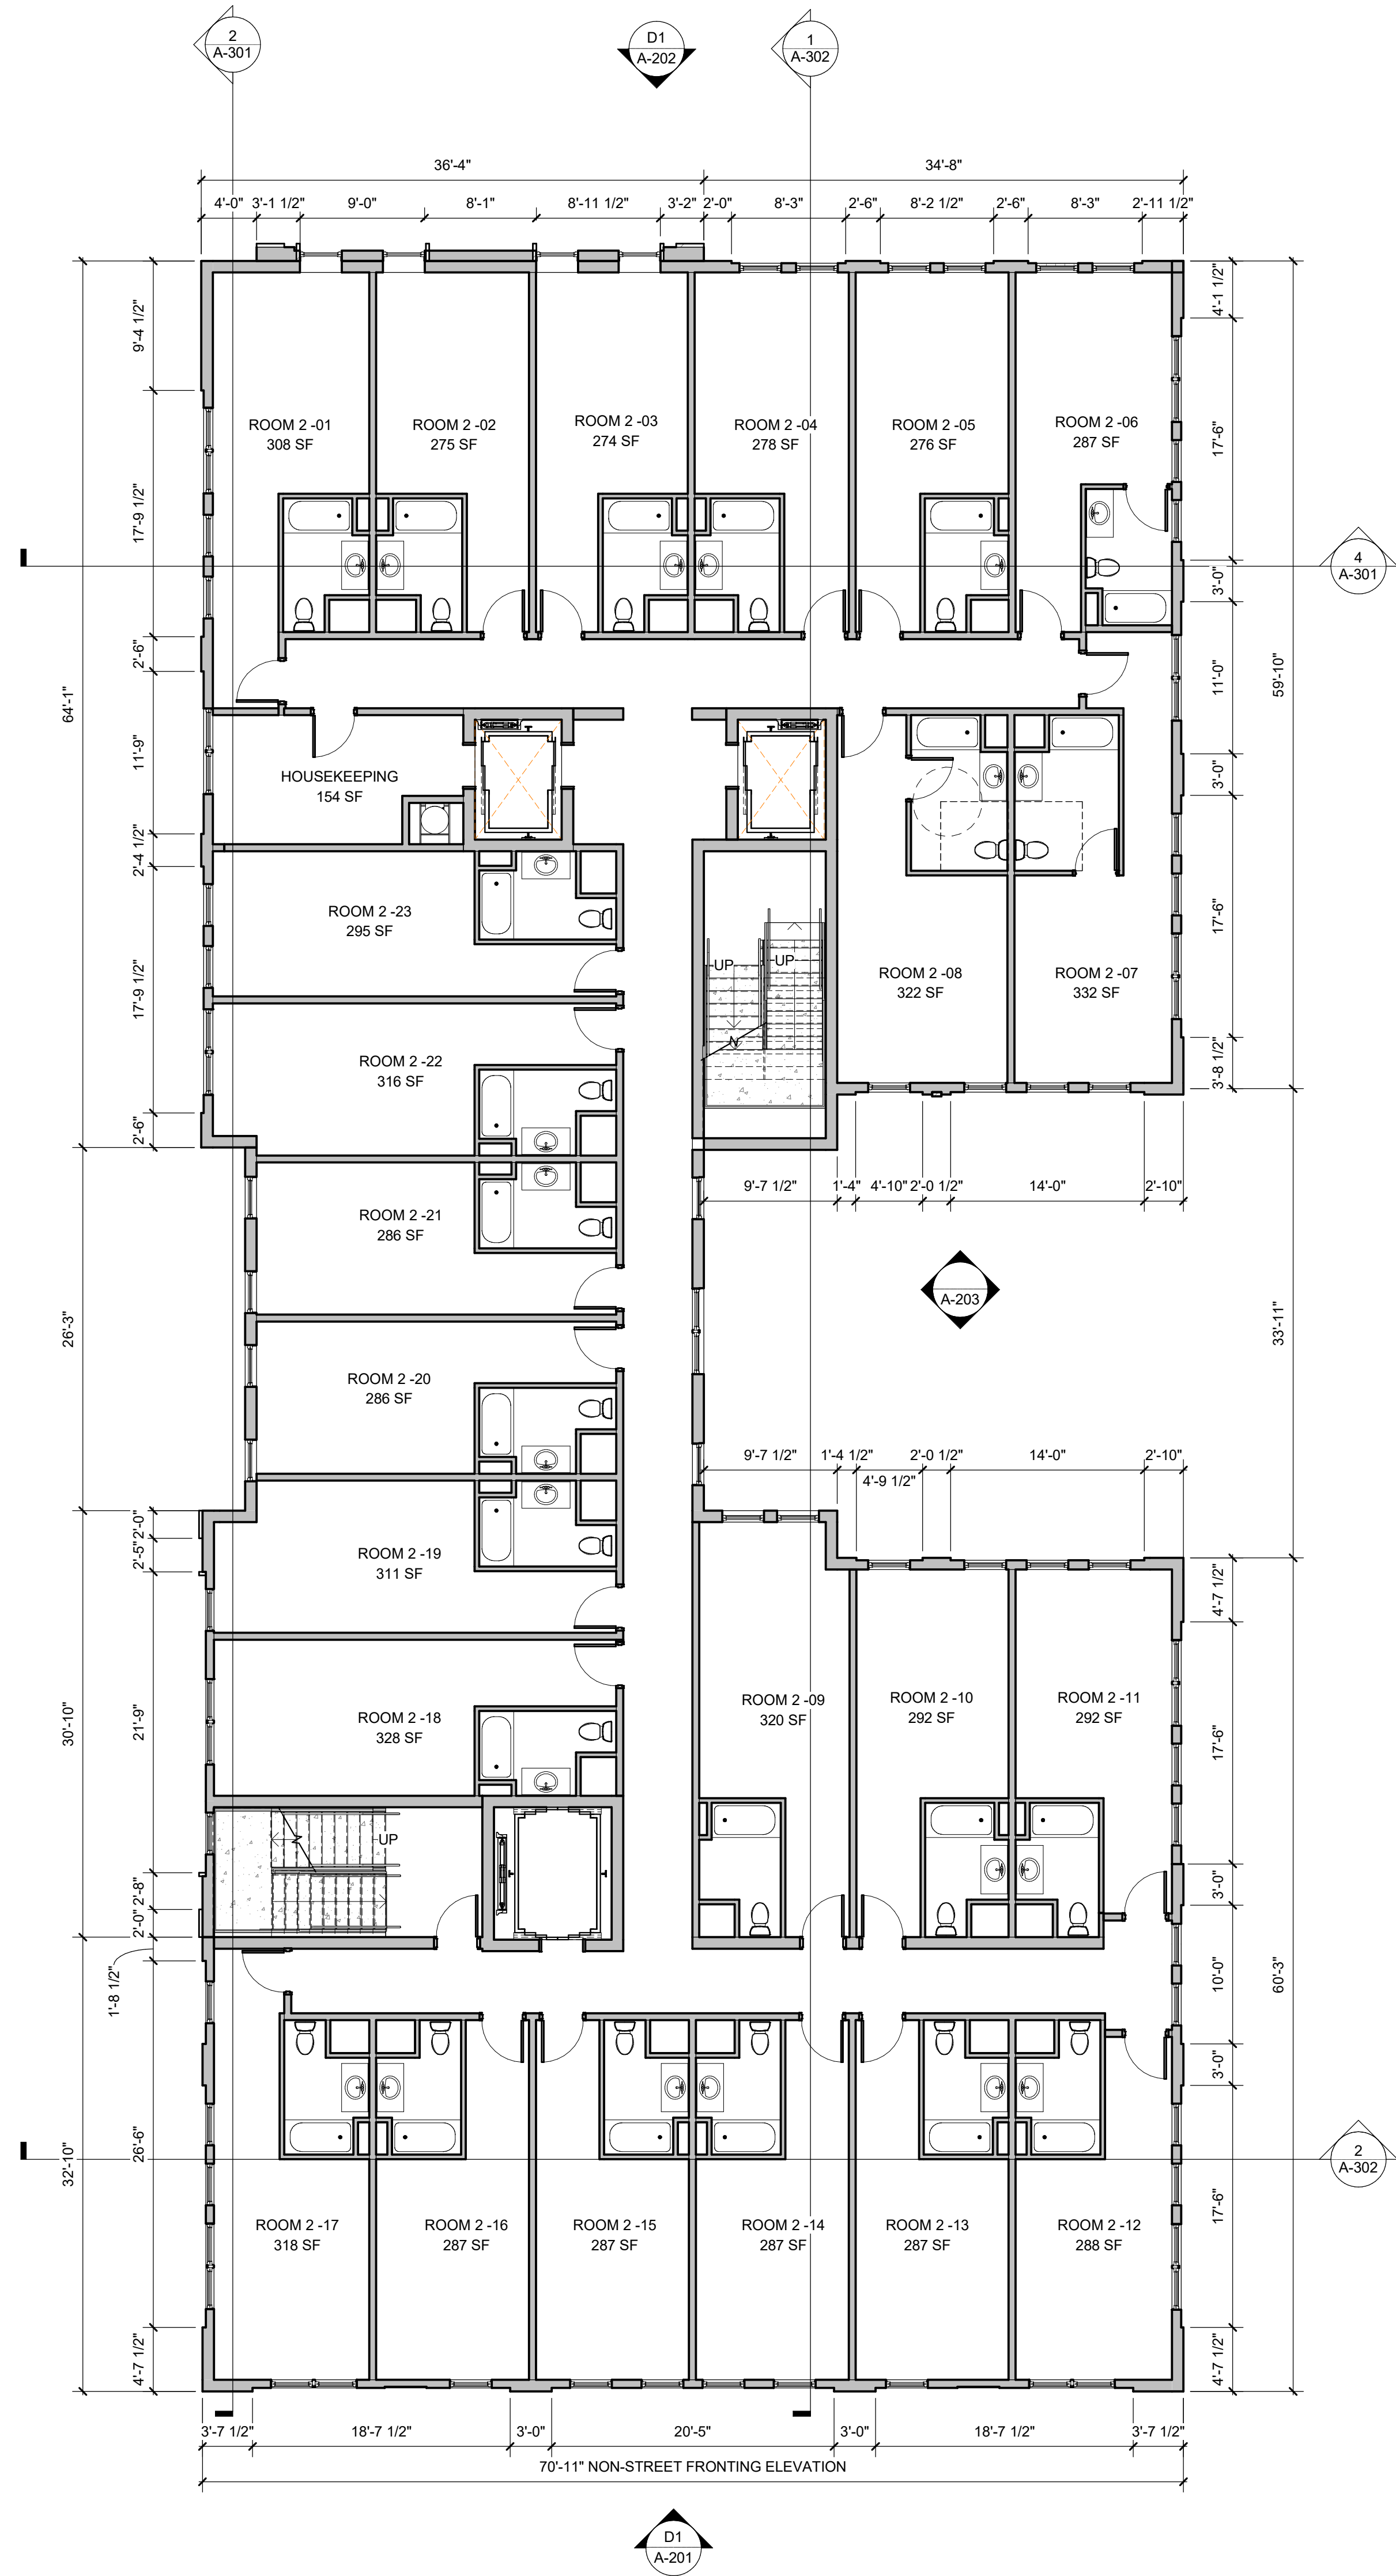 2
A-301
D1
A-202
1
A-302
36'-4"
34'-8"
4'-0" 3'-1 1/2" 9'-0" 8'-1" 8'-11 1/2" 3'-2" 2'-0" 8'-3" 2'-6" 8'-2 1/2" 2'-6" 8'-3" 2'-11 1/2"
9'-4 1/2"
17'-9 1/2"
2'-6"
11'-9"
2'-4 1/2"
17'-9 1/2"
2'-6"
64'-1"
26'-3"
30'-10"
32'-10"
2'-0"
2'-5"
21'-9"
2'-8"
2'-0"
1'-8 1/2"
26'-6"
4'-7 1/2"
ROOM 2 -01
308 SF
ROOM 2 -02
275 SF
ROOM 2 -03
274 SF
ROOM 2 -04
278 SF
ROOM 2 -05
276 SF
ROOM 2 -06
287 SF
4'-1 1/2"
17'-6"
3'-0"
11'-0"
3'-0"
17'-6"
3'-8 1/2"
59'-10"
33'-11"
60'-3"
4
A-301
HOUSEKEEPING
154 SF
ROOM 2 -23
295 SF
UP
UP
ROOM 2 -08
322 SF
ROOM 2 -07
332 SF
ROOM 2 -22
316 SF
9'-7 1/2" 1'-4" 4'-10" 2'-0 1/2" 14'-0" 2'-10"
ROOM 2 -21
286 SF
A-203
ROOM 2 -20
286 SF
9'-7 1/2" 1'-4 1/2" 2'-0 1/2" 14'-0" 2'-10"
4'-9 1/2"
ROOM 2 -19
311 SF
ROOM 2 -18
328 SF
ROOM 2 -09
320 SF
ROOM 2 -10
292 SF
ROOM 2 -11
292 SF
4'-7 1/2"
17'-6"
3'-0"
10'-0"
3'-0"
17'-6"
4'-7 1/2"
UP
2
A-302
ROOM 2 -17
318 SF
ROOM 2 -16
287 SF
ROOM 2 -15
287 SF
ROOM 2 -14
287 SF
ROOM 2 -13
287 SF
ROOM 2 -12
288 SF
3'-7 1/2" 18'-7 1/2" 3'-0" 20'-5" 3'-0" 18'-7 1/2" 3'-7 1/2"
70'-11" NON-STREET FRONTING ELEVATION
D1
A-201